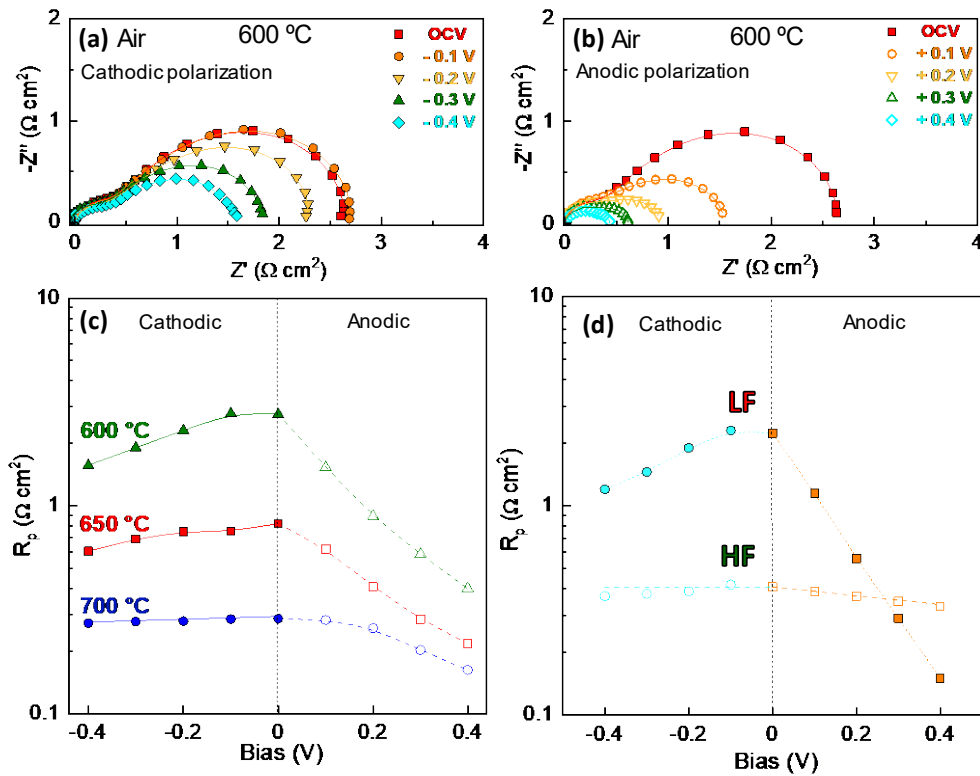 (a) Air 600 ºC
Cathodic polarization
OCV
- 0.1 V
- 0.2 V
- 0.3 V
- 0.4 V
-Z'' (Ω cm²)
2
1
0
0 1 2 3 4
Z' (Ω cm²)
(b) Air 600 ºC
Anodic polarization
OCV
+ 0.1 V
+ 0.2 V
+ 0.3 V
+ 0.4 V
-Z'' (Ω cm²)
2
1
0
0 1 2 3 4
Z' (Ω cm²)
(c) Cathodic Anodic
600 ºC
650 ºC
700 ºC
Rp (Ω cm²)
10
1
0.1
-0.4 -0.2 0 0.2 0.4
Bias (V)
(d) Cathodic Anodic
LF
HF
Rp (Ω cm²)
10
1
0.1
-0.4 -0.2 0 0.2 0.4
Bias (V)